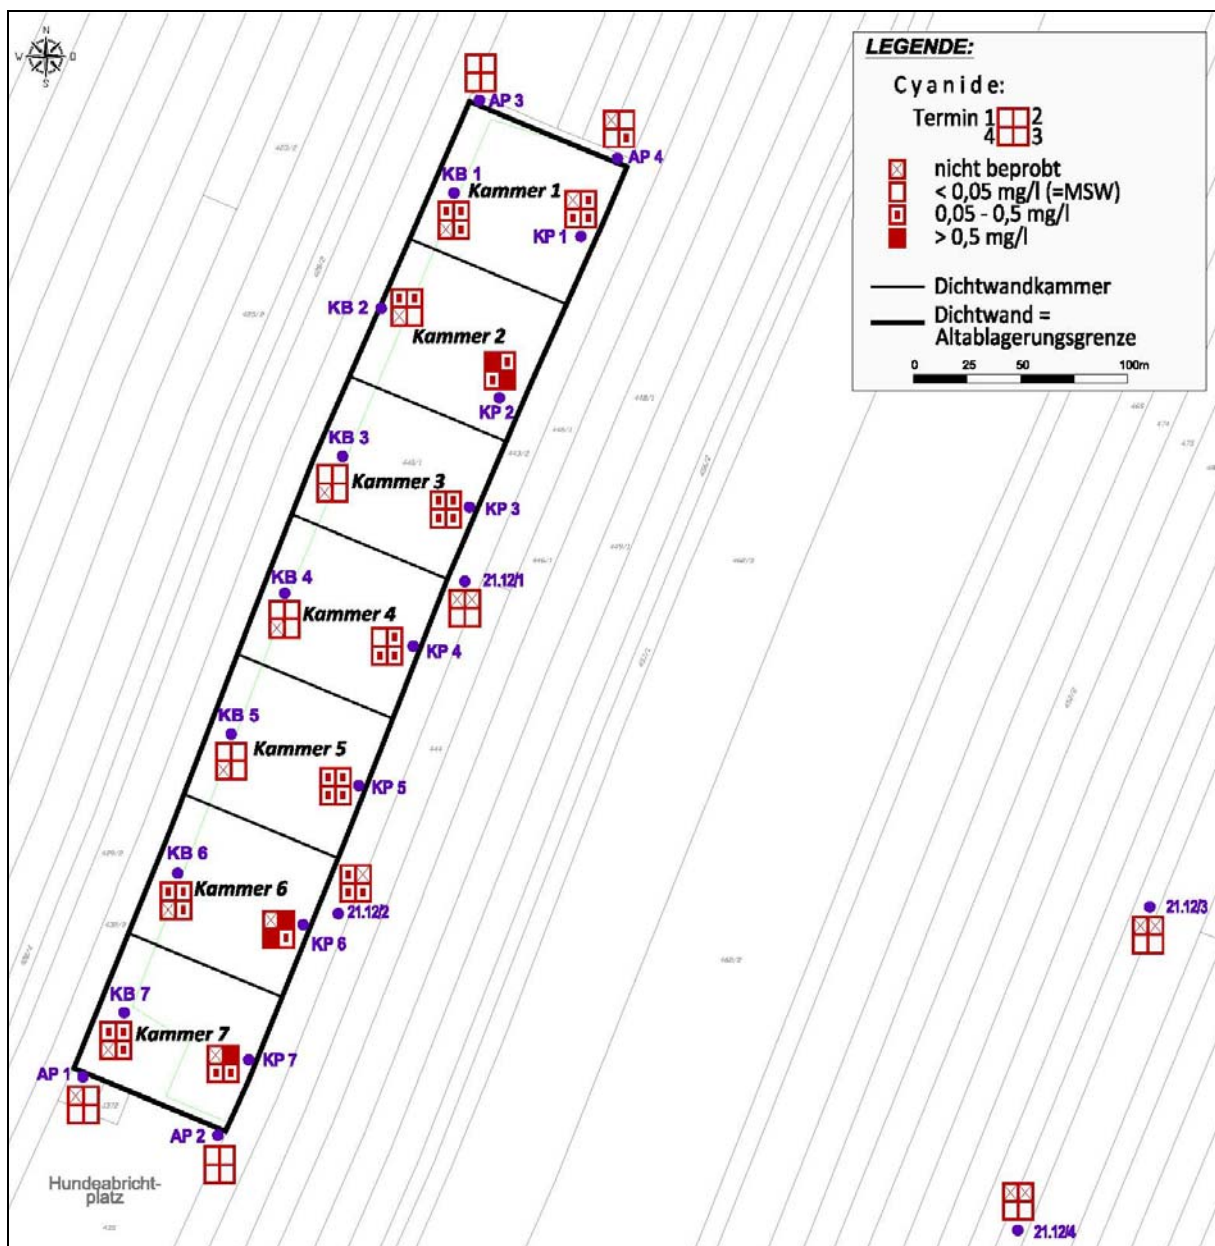 N
W O
S
LEGENDE:
Cyanide:
Termin 1 2
4 3
nicht beprobt
< 0,05 mg/l (=MSW)
0,05 - 0,5 mg/l
> 0,5 mg/l
Dichtwandkammer
Dichtwand =
Altablagerungsgrenze
0 25 50 100m
AP 3
AP 4
KB 1
Kammer 1
KP 1
KB 2
Kammer 2
KP 2
448/1
KB 3
Kammer 3
KP 3
21.12/1
KB 4
Kammer 4
KP 4
KB 5
Kammer 5
KP 5
444
KB 6
Kammer 6
21.12/2
KP 6
21.12/3
KB 7
Kammer 7
KP 7
AP 1
AP 2
Hundeabricht-
platz
21.12/4